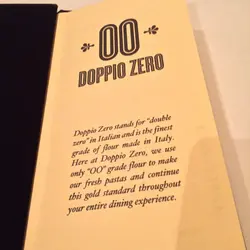 00
DOPPIO ZERO
Doppio Zero stands for "double
zero" in Italian and is the finest
grade of flour made in Italy.
Here at Doppio Zero, we use
only "OO" grade flour to make
our fresh pastas and continue
this gold standard throughout
your entire dining experience.